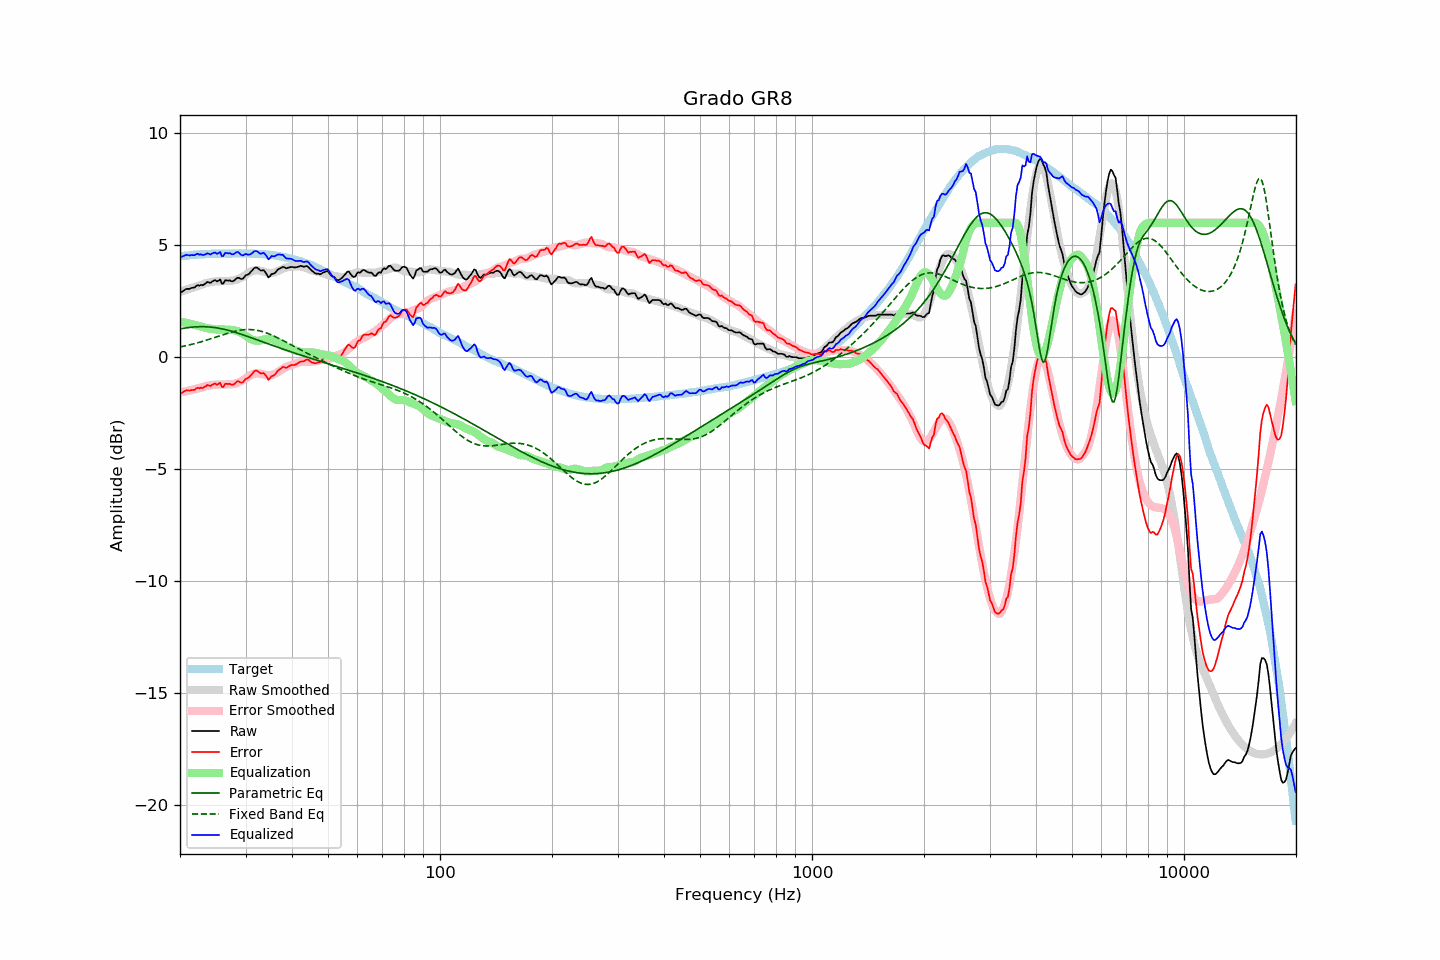 Grado GR8
10
5
0
−5
−10
−15
−20
Amplitude (dBr)
Target
Raw Smoothed
Error Smoothed
Raw
Error
Equalization
Parametric Eq
Fixed Band Eq
Equalized
100
1000
10000
Frequency (Hz)